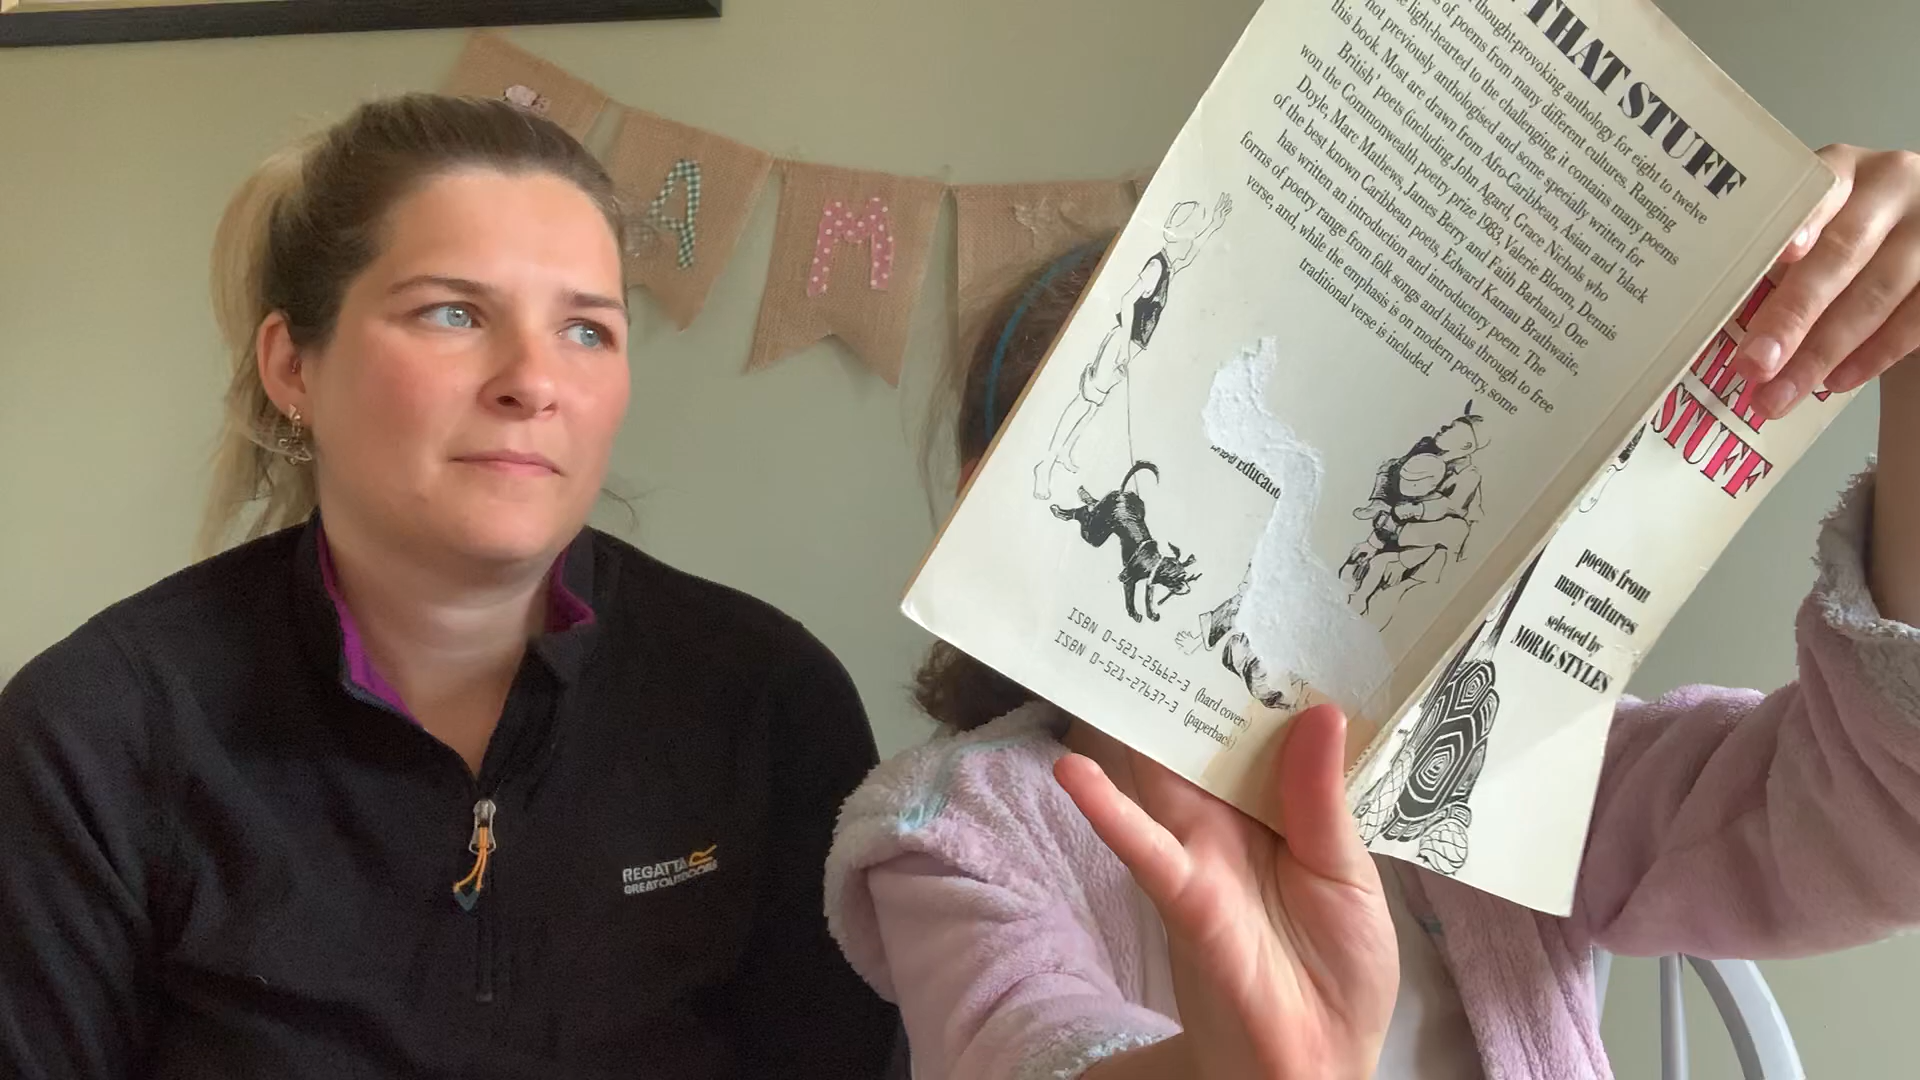 A M
REGATTA
GREAT OUTDOORS
THAT STUFF
thought-provoking anthology for eight to twelve
of poems from many different cultures. Ranging
light-hearted to the challenging, it contains many poems
not previously anthologised and some specially written for
this book. Most are drawn from Afro-Caribbean, Asian and 'black
British' poets (including John Agard, Grace Nichols who
won the Commonwealth poetry prize 1983, Valerie Bloom, Dennis
Doyle, Marc Mathews, James Berry and Faith Barham). One
of the best known Caribbean poets, Edward Kamau Brathwaite,
has written an introduction and introductory poem. The
forms of poetry range from folk songs and haikus through to free
verse, and, while the emphasis is on modern poetry, some
traditional verse is included.
ISBN 0-521-25662-3 (hard covers)
ISBN 0-521-27637-3 (paperback)
THAT
STUFF
poems from
many cultures
selected by
MORAG STYLES